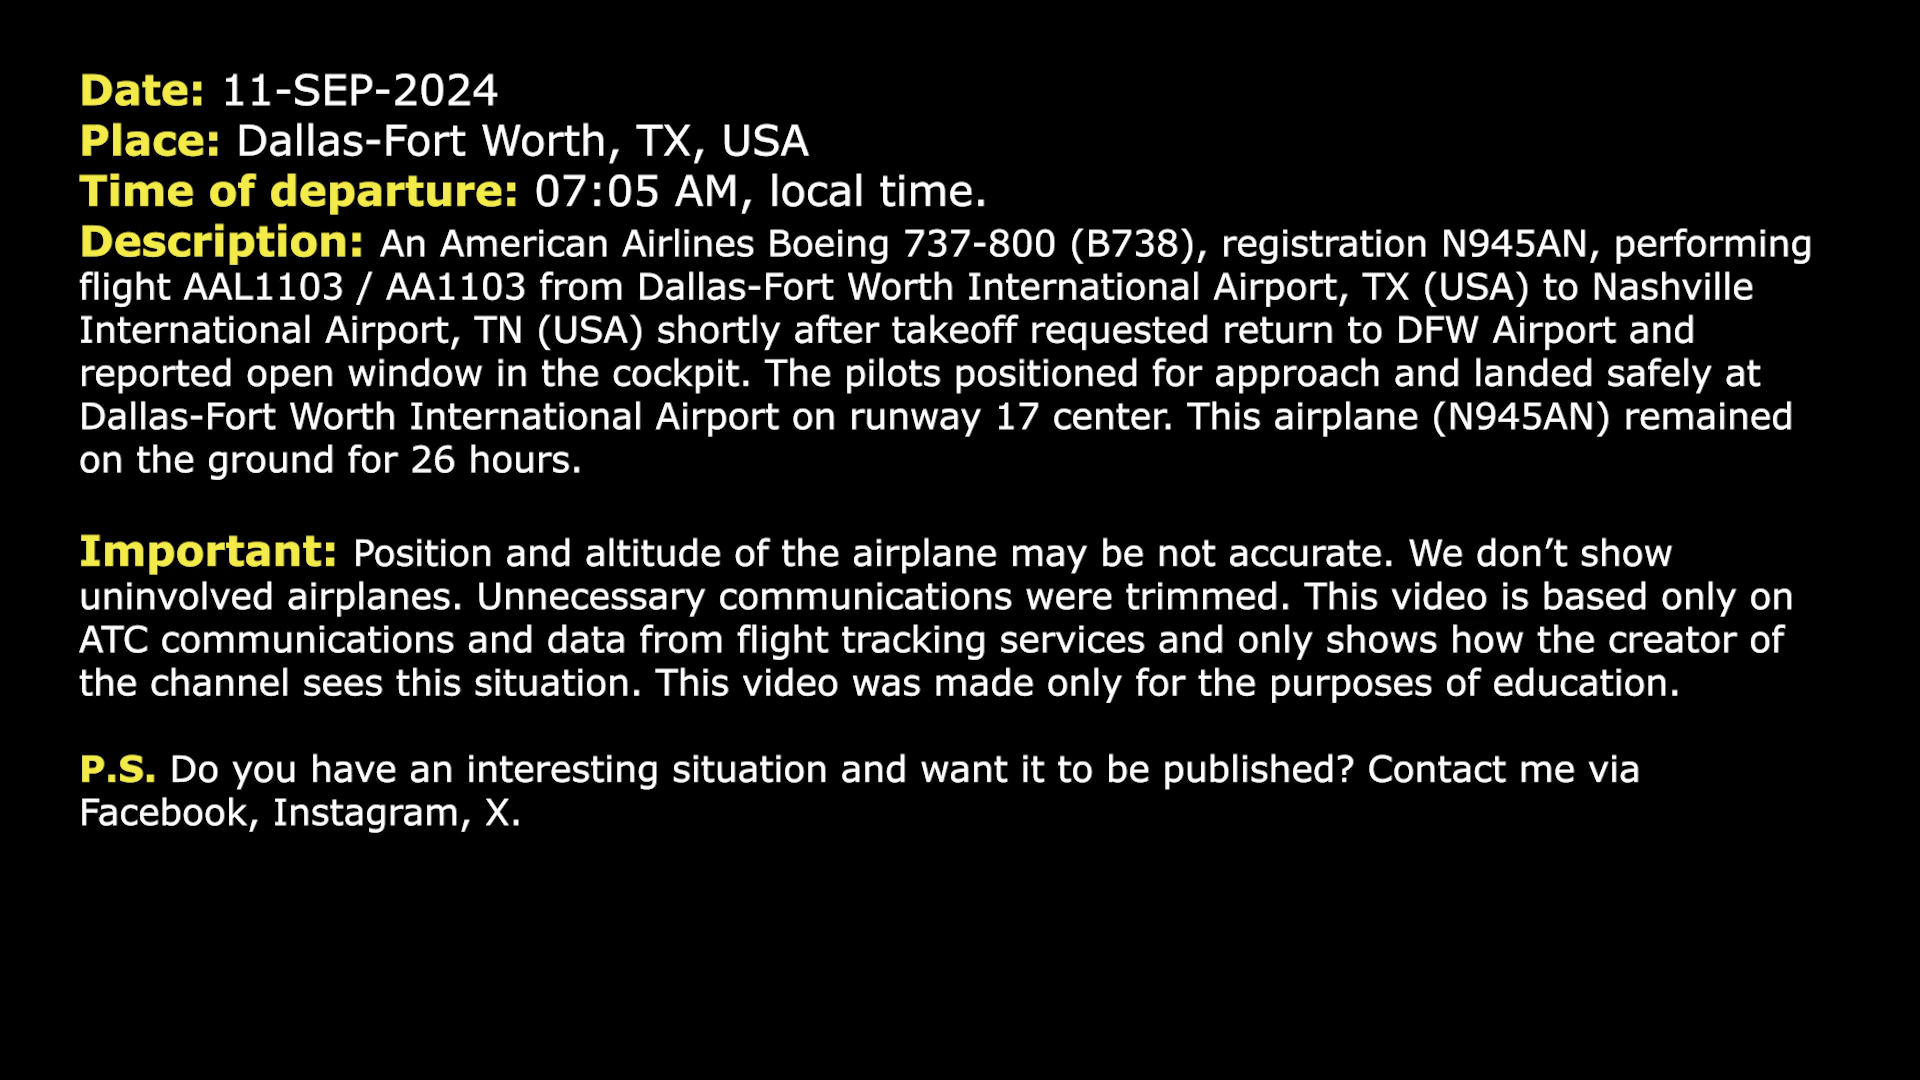 Date: 11-SEP-2024
Place: Dallas-Fort Worth, TX, USA
Time of departure: 07:05 AM, local time.
Description: An American Airlines Boeing 737-800 (B738), registration N945AN, performing
flight AAL1103 / AA1103 from Dallas-Fort Worth International Airport, TX (USA) to Nashville
International Airport, TN (USA) shortly after takeoff requested return to DFW Airport and
reported open window in the cockpit. The pilots positioned for approach and landed safely at
Dallas-Fort Worth International Airport on runway 17 center. This airplane (N945AN) remained
on the ground for 26 hours.
Important: Position and altitude of the airplane may be not accurate. We don’t show
uninvolved airplanes. Unnecessary communications were trimmed. This video is based only on
ATC communications and data from flight tracking services and only shows how the creator of
the channel sees this situation. This video was made only for the purposes of education.
P.S. Do you have an interesting situation and want it to be published? Contact me via
Facebook, Instagram, X.